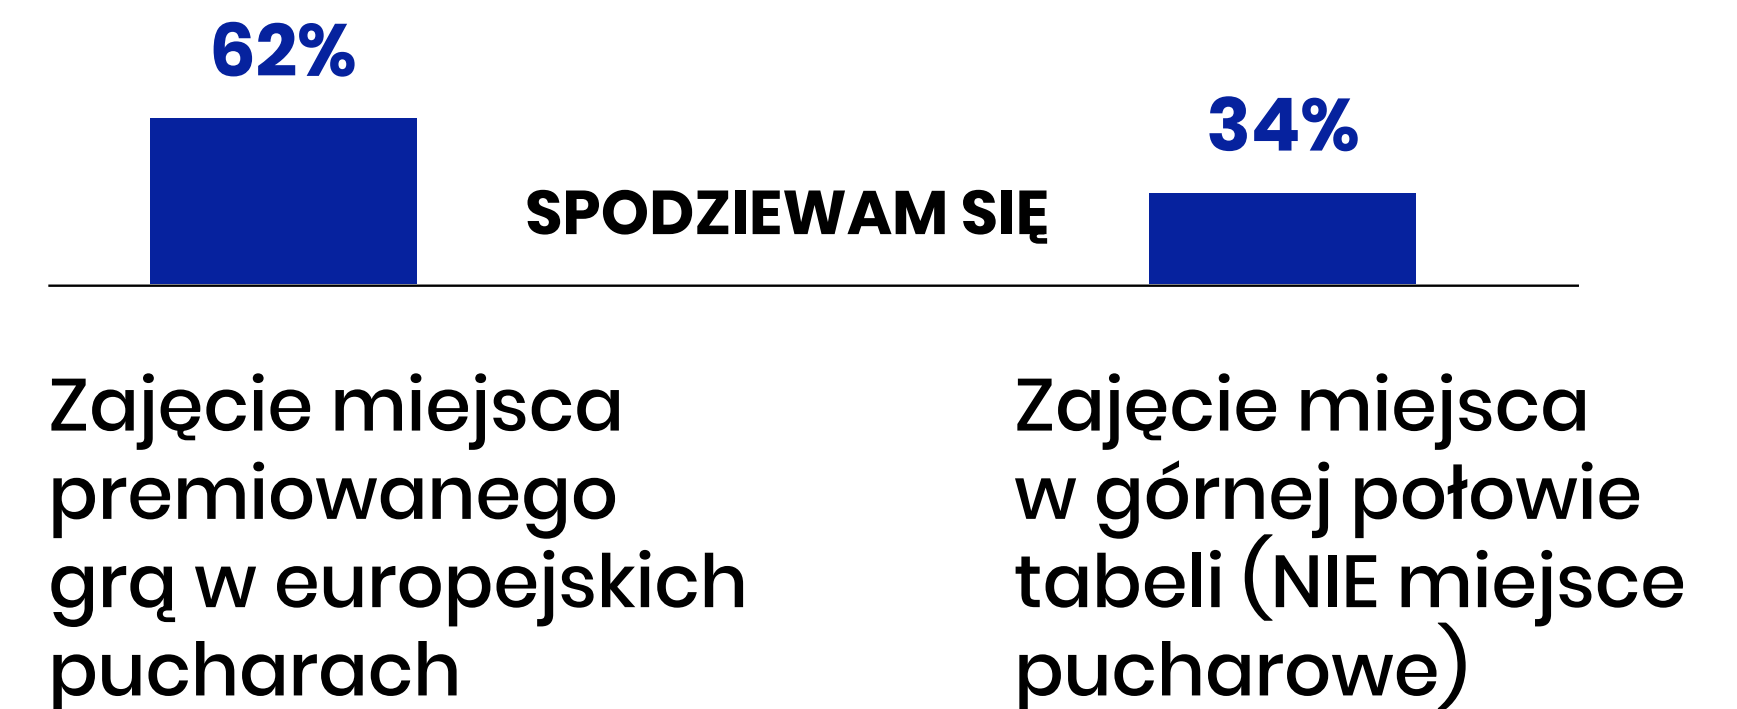 62%
34%
SPODZIEWAM SIĘ
Zajęcie miejsca
premiowanego
grą w europejskich
pucharach
Zajęcie miejsca
w górnej połowie
tabeli (NIE miejsce
pucharowe)